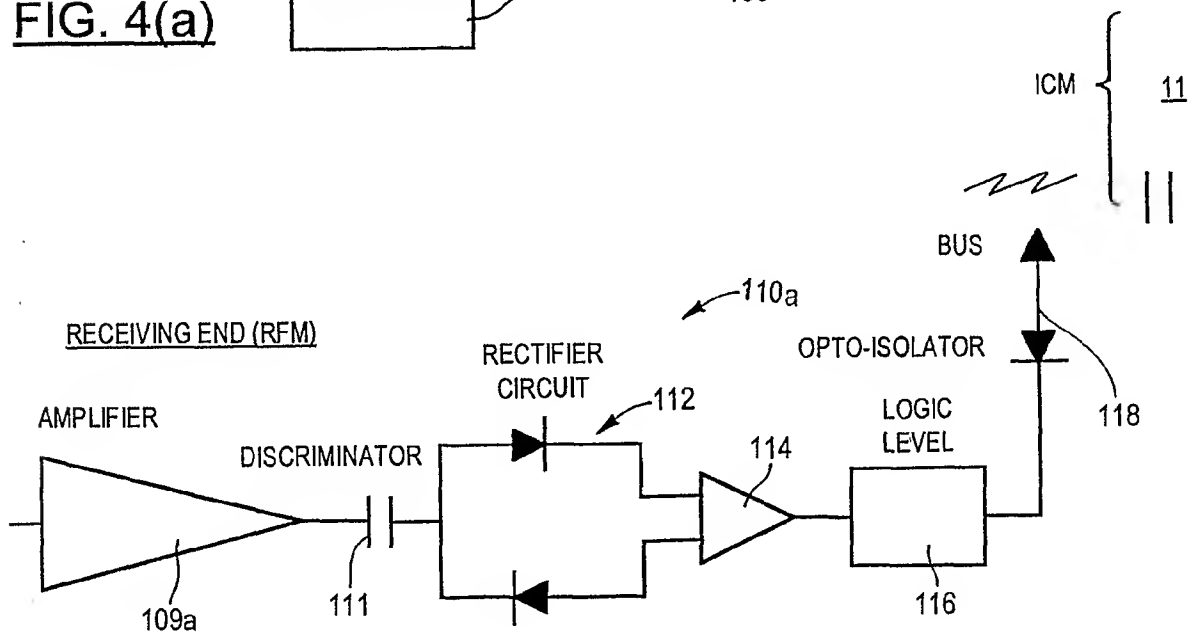 FIG. 4(a)
ICM
11
BUS
110a
RECEIVING END (RFM)
RECTIFIER
CIRCUIT
OPTO-ISOLATOR
112
118
AMPLIFIER
LOGIC
LEVEL
DISCRIMINATOR
114
109a
111
116